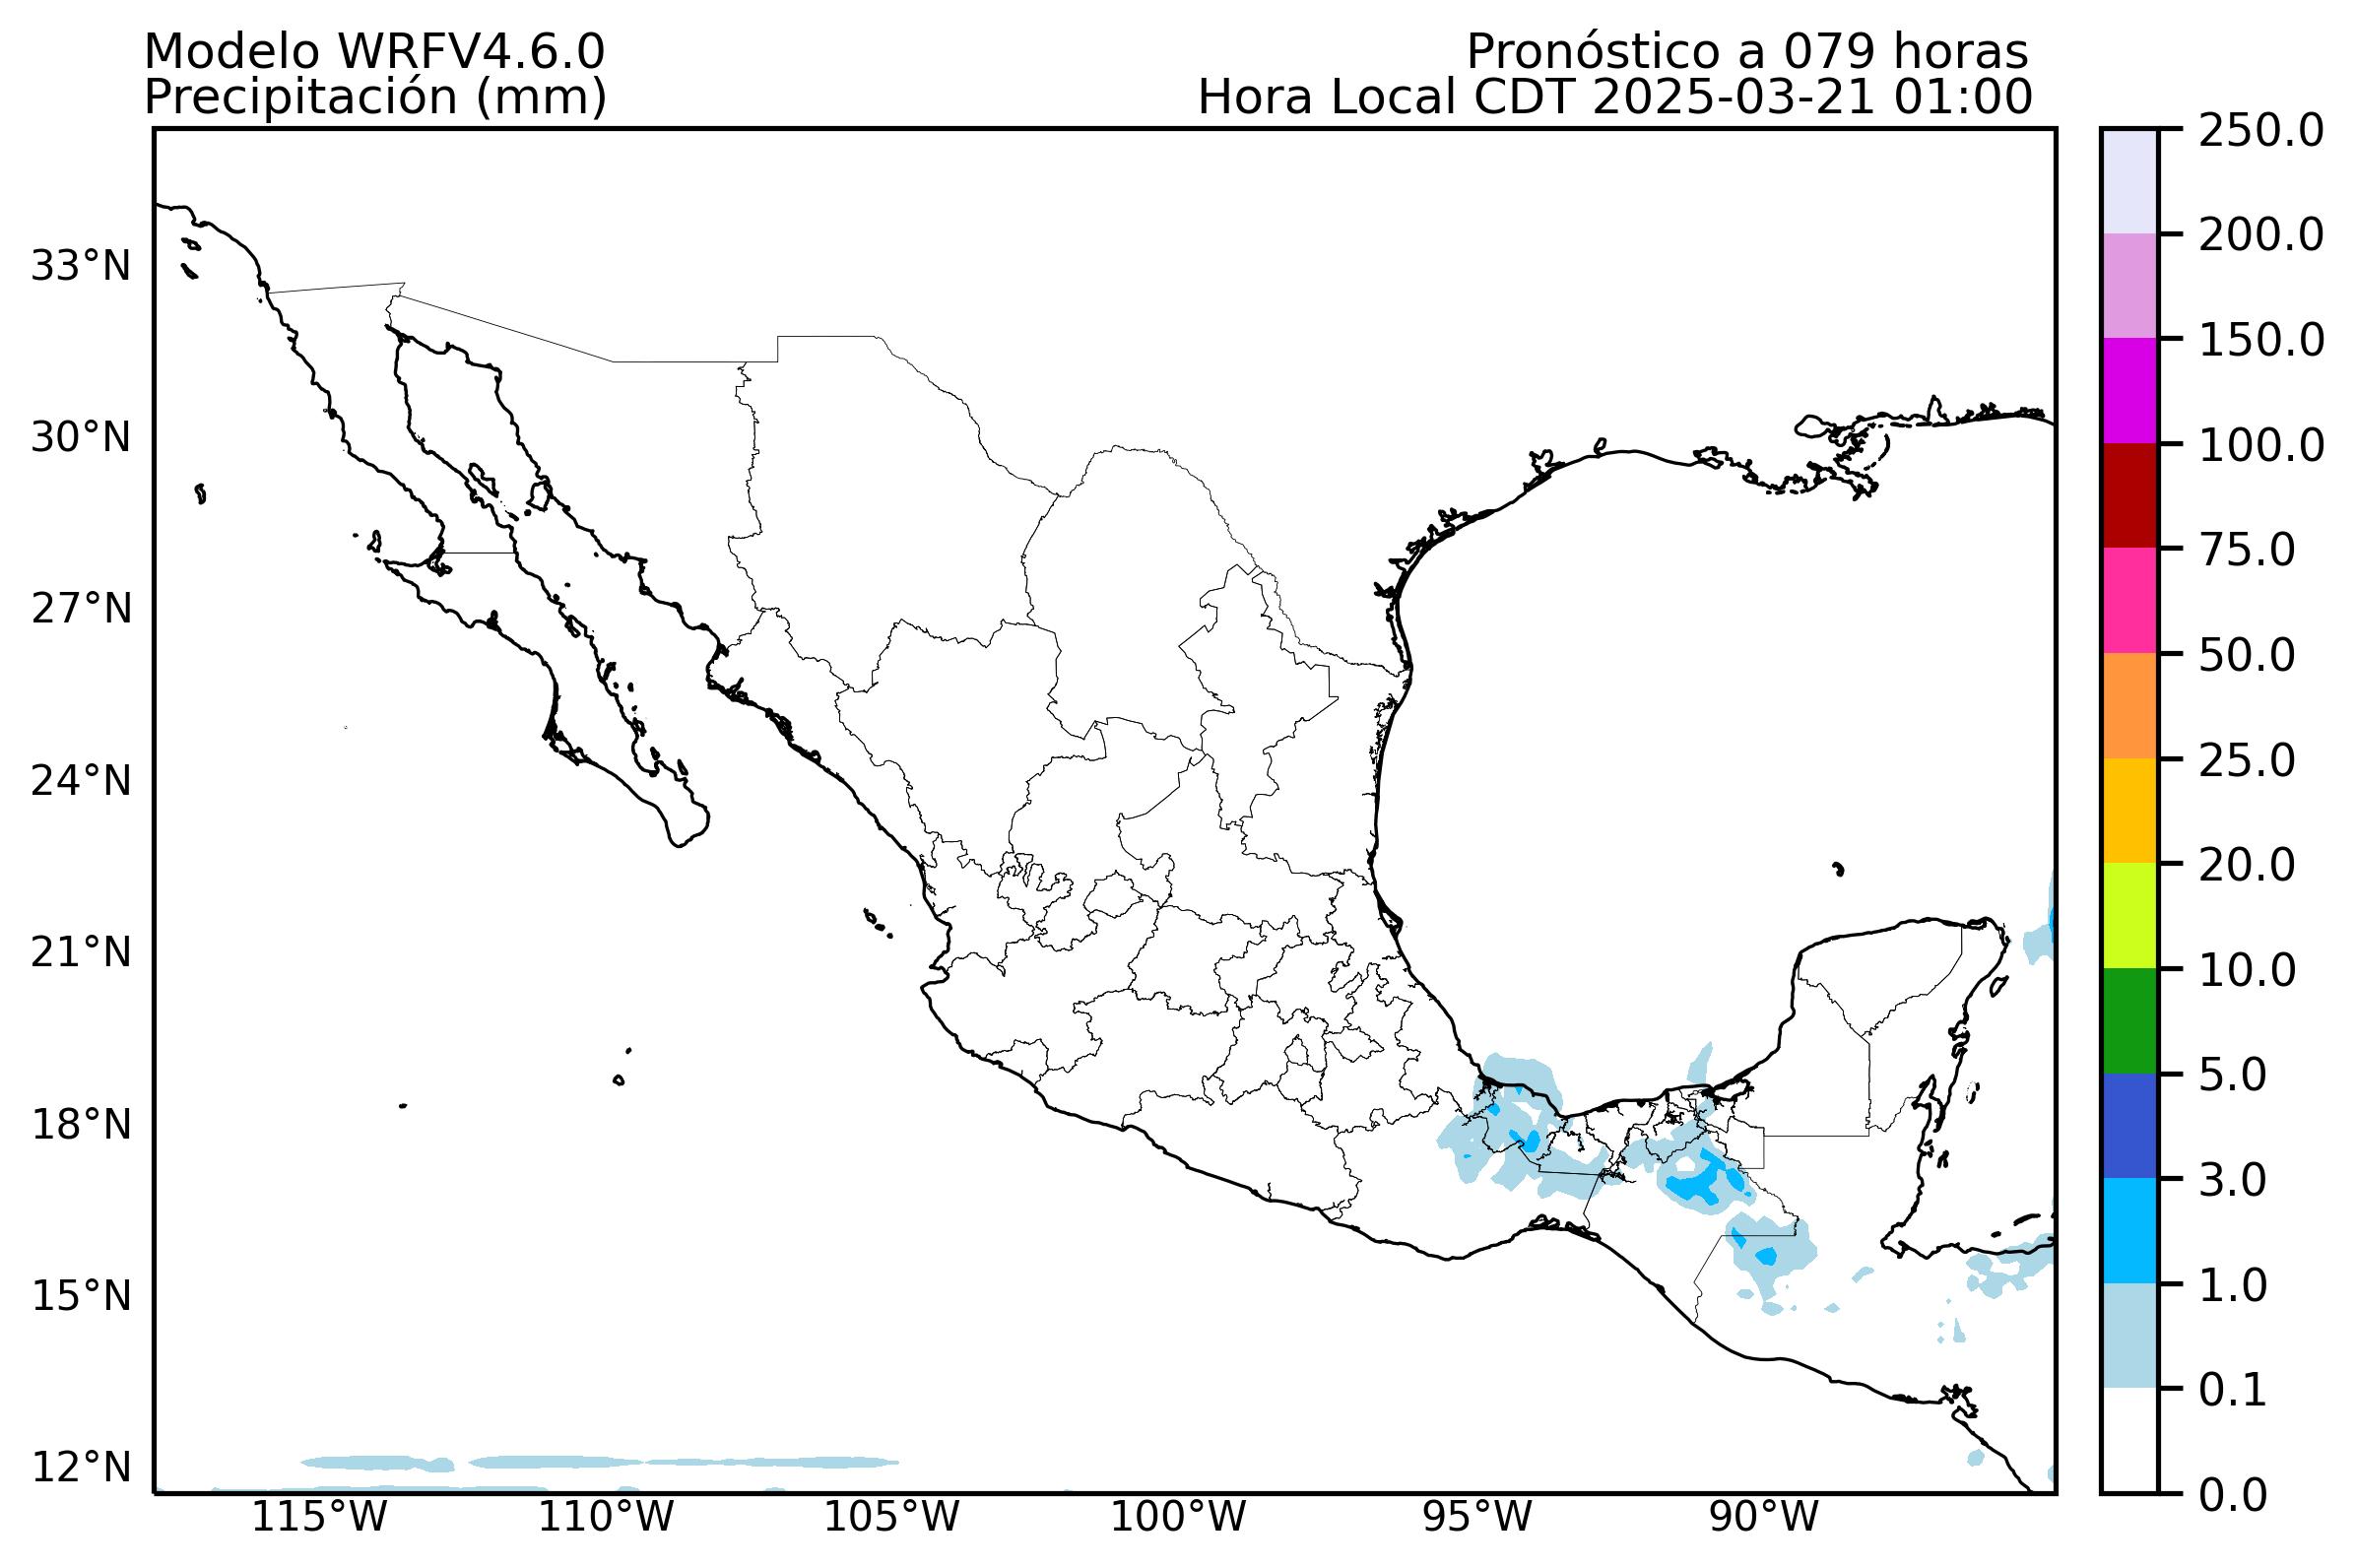 Modelo WRFV4.6.0
Precipitación (mm)
Pronóstico a 079 horas
Hora Local CDT 2025-03-21 01:00
33°N
30°N
27°N
24°N
21°N
18°N
15°N
12°N
115°W
110°W
105°W
100°W
95°W
90°W
250.0
200.0
150.0
100.0
75.0
50.0
25.0
20.0
10.0
5.0
3.0
1.0
0.1
0.0